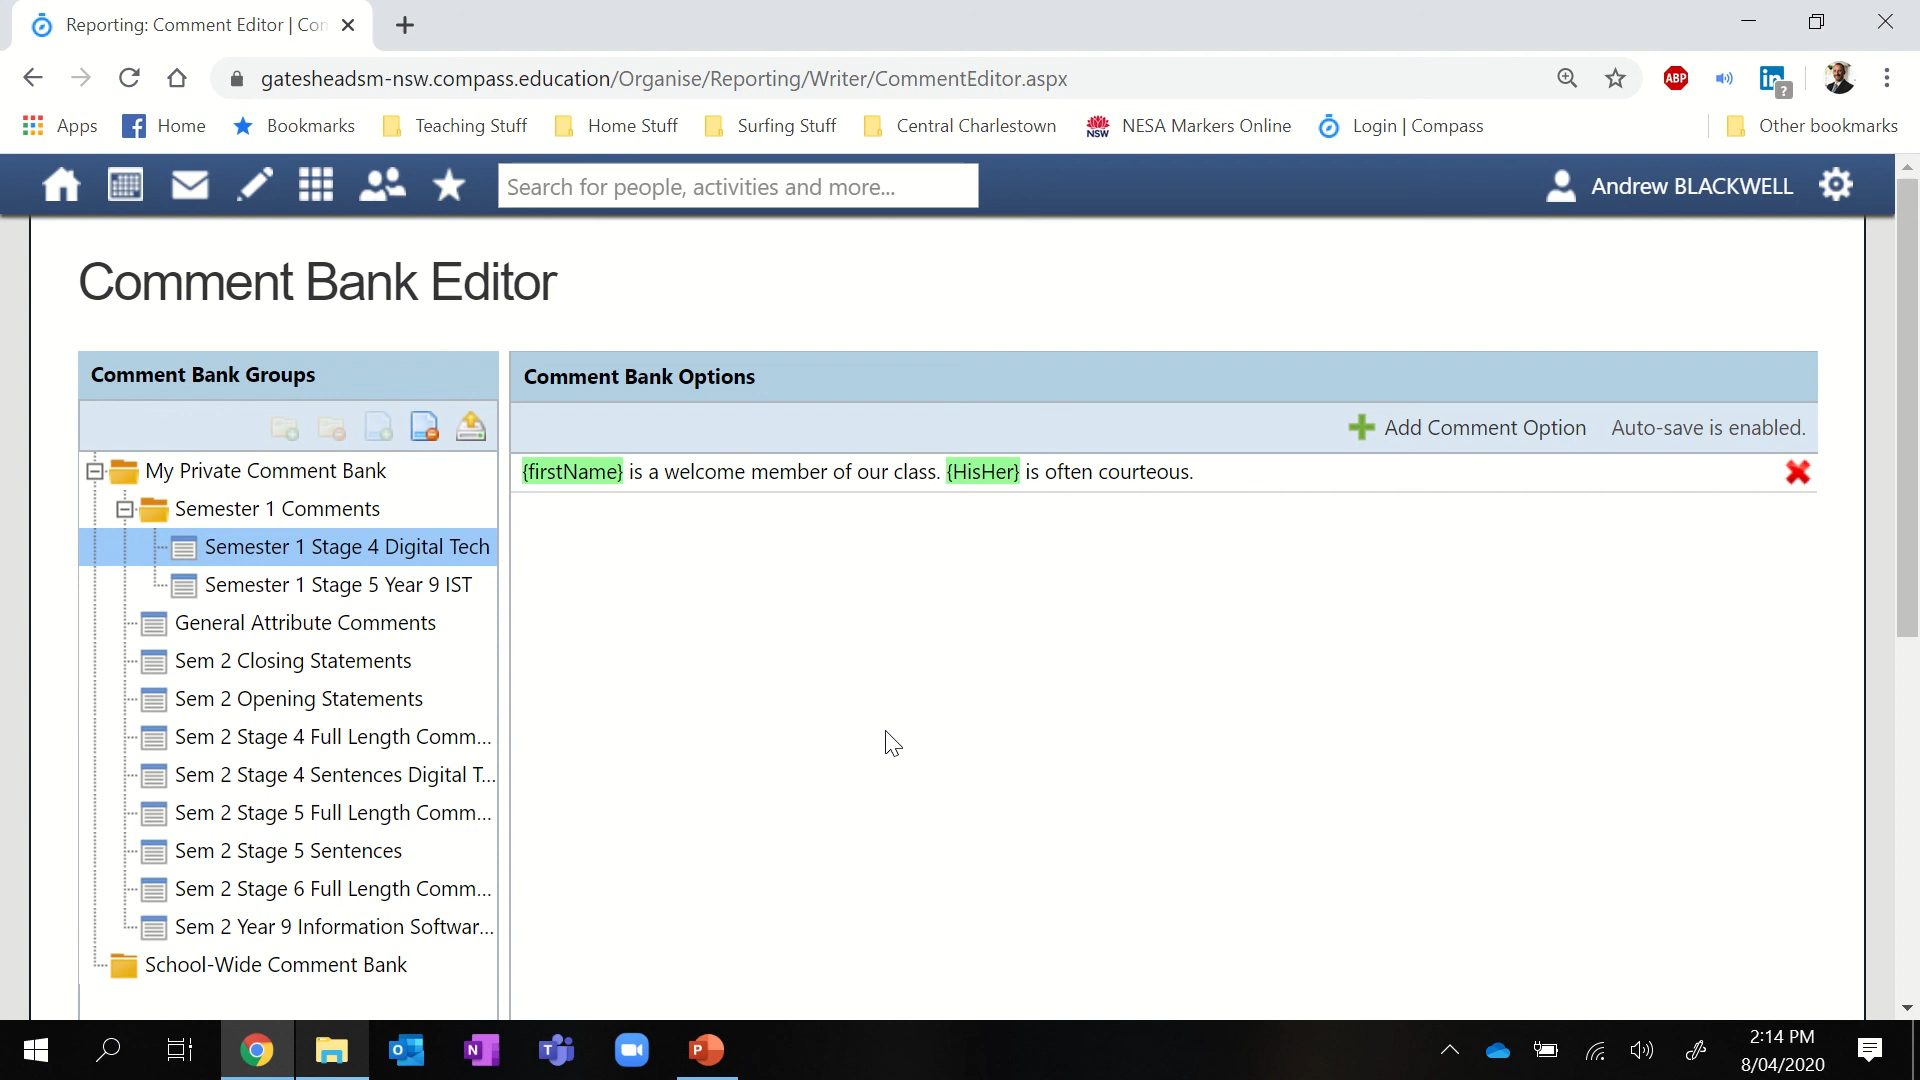 Reporting: Comment Editor | Con
gatesheadsm-nsw.compass.education/Organise/Reporting/Writer/CommentEditor.aspx
ABP
in
?
Apps
Home
Bookmarks
Teaching Stuff
Home Stuff
Surfing Stuff
Central Charlestown
NSW
NESA Markers Online
Login | Compass
Other bookmarks
Search for people, activities and more...
Andrew BLACKWELL
Comment Bank Editor
Comment Bank Groups
Comment Bank Options
Add Comment Option
Auto-save is enabled.
My Private Comment Bank
{firstName} is a welcome member of our class. {HisHer} is often courteous.
Semester 1 Comments
Semester 1 Stage 4 Digital Tech
Semester 1 Stage 5 Year 9 IST
General Attribute Comments
Sem 2 Closing Statements
Sem 2 Opening Statements
Sem 2 Stage 4 Full Length Comm...
Sem 2 Stage 4 Sentences Digital T...
Sem 2 Stage 5 Full Length Comm...
Sem 2 Stage 5 Sentences
Sem 2 Stage 6 Full Length Comm...
Sem 2 Year 9 Information Softwar...
School-Wide Comment Bank
2:14 PM
8/04/2020